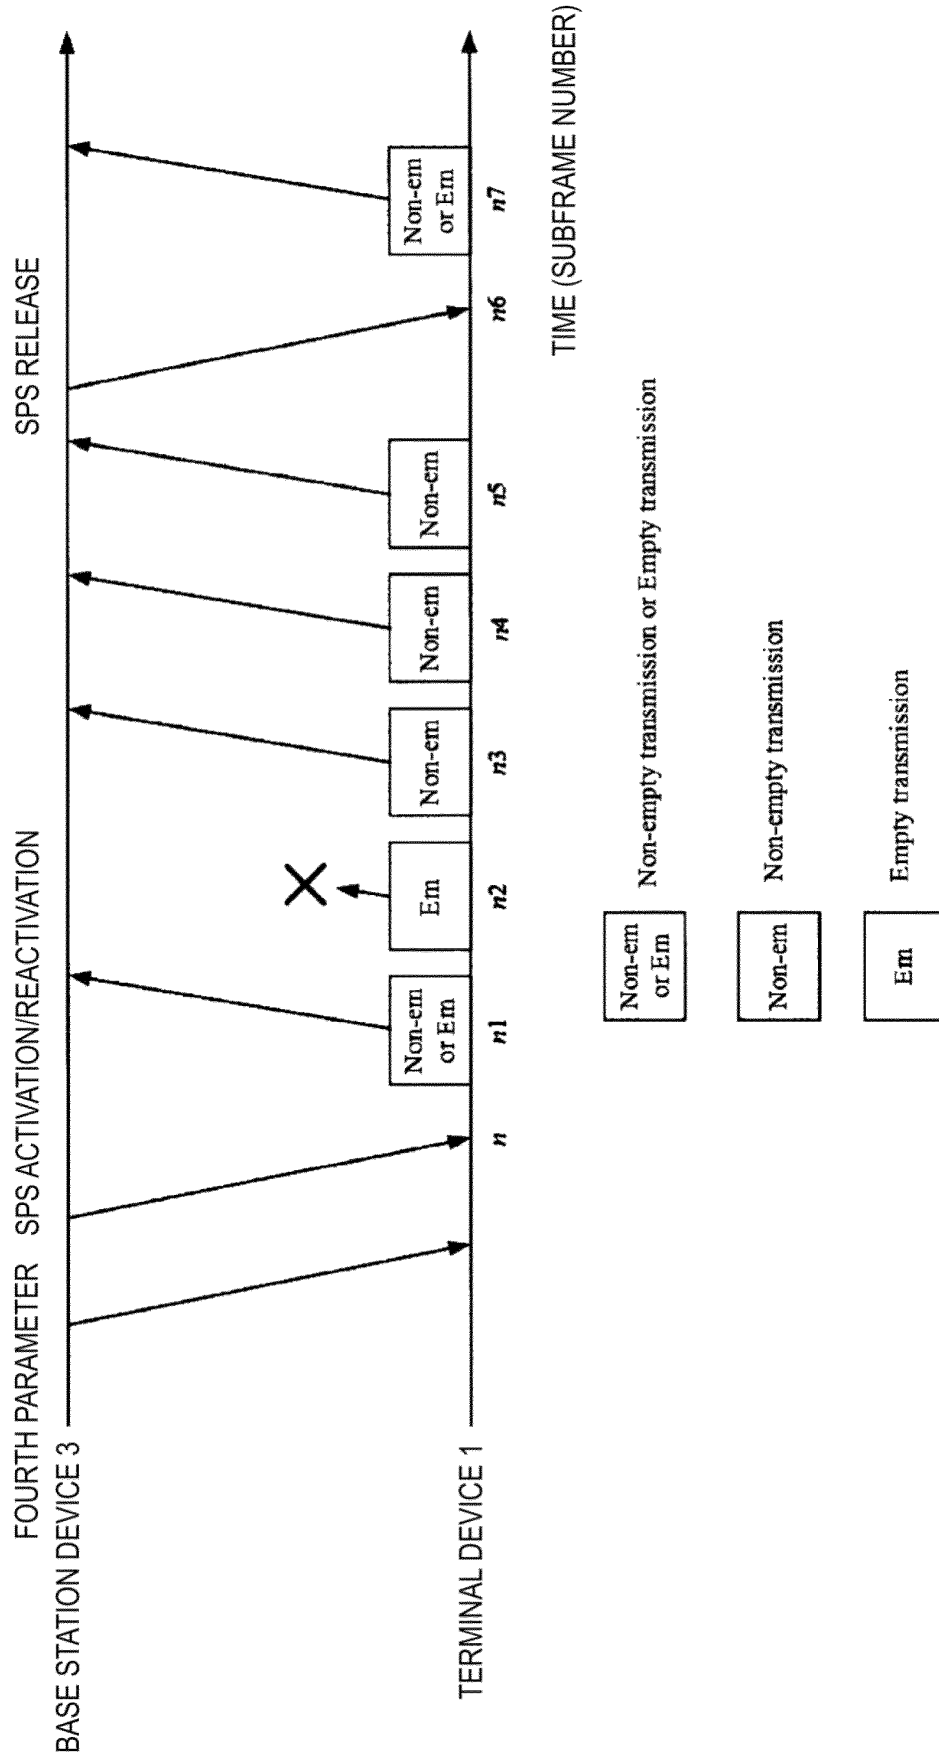 FOURTH PARAMETER SPS ACTIVATION/REACTIVATION SPS RELEASE
BASE STATION DEVICE 3
Non-em
or Em
Em
Non-em
Non-em
Non-em
Non-em
or Em
TERMINAL DEVICE 1
n n1 n2 n3 n4 n5 n6 n7
TIME (SUBFRAME NUMBER)
Non-em
or Em
Non-empty transmission or Empty transmission
Non-em
Non-empty transmission
Em
Empty transmission